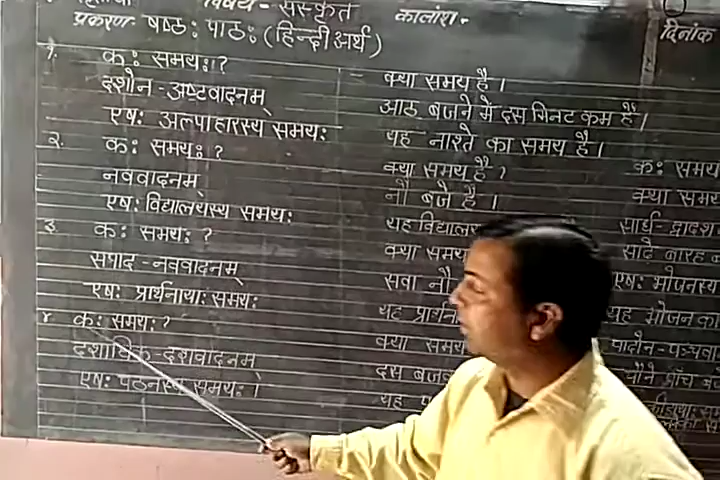 विषय - संस्कृत कालांश -
प्रकरण षष्ठ: पाठ: (हिन्दी अर्थ) दिनांक
१. क: समय: ? क्या समय है ।
दशोन - अष्टवादनम् आठ बजने में दस मिनट कम है ।
एष: अल्पाहारस्य समय: यह नाश्ते का समय है ।
२. क: समय: ? क्या समय है ? क: समय
नववादनम् नौ बजे है । क्या समय
एष: विद्यालयस्य समय: यह विद्यालय सार्ध - द्वादश
३ क: समय: ? क्या समय साढे बारह
सपाद - नववादनम् सवा नौ एष: भोजनस्य
एष: प्रार्थनाया: समय: यह प्रार्थना यह भोजन का
४ क: समय: ? क्या समय पादोन - पञ्चवा
दशाधिक - दशवादनम् दस बजकर पौने पाँच
एष: पठनस्य समय: । यह